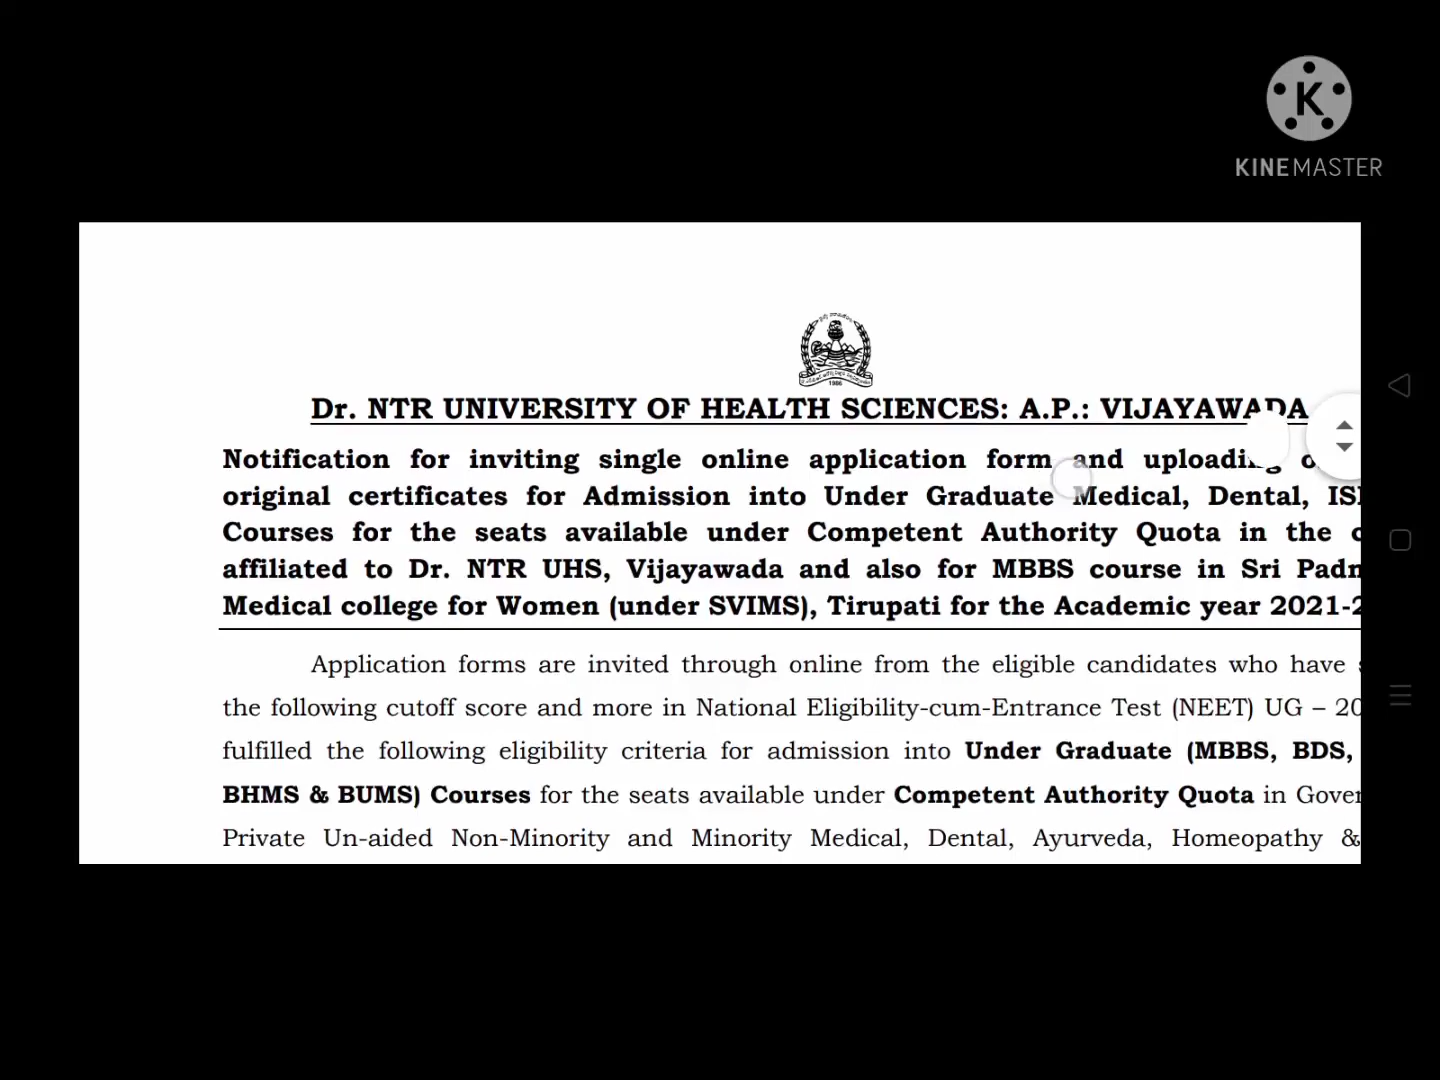 K
KINEMASTER
1986
Dr. NTR UNIVERSITY OF HEALTH SCIENCES: A.P.: VIJAYAWADA
Notification for inviting single online application form and uploading
original certificates for Admission into Under Graduate Medical, Dental,
Courses for the seats available under Competent Authority Quota in the
affiliated to Dr. NTR UHS, Vijayawada and also for MBBS course in Sri
Medical college for Women (under SVIMS), Tirupati for the Academic year 2021-2
Application forms are invited through online from the eligible candidates who have
the following cutoff score and more in National Eligibility-cum-Entrance Test (NEET) UG – 20
fulfilled the following eligibility criteria for admission into Under Graduate (MBBS, BDS,
BHMS & BUMS) Courses for the seats available under Competent Authority Quota in
Private Un-aided Non-Minority and Minority Medical, Dental, Ayurveda, Homeopathy &